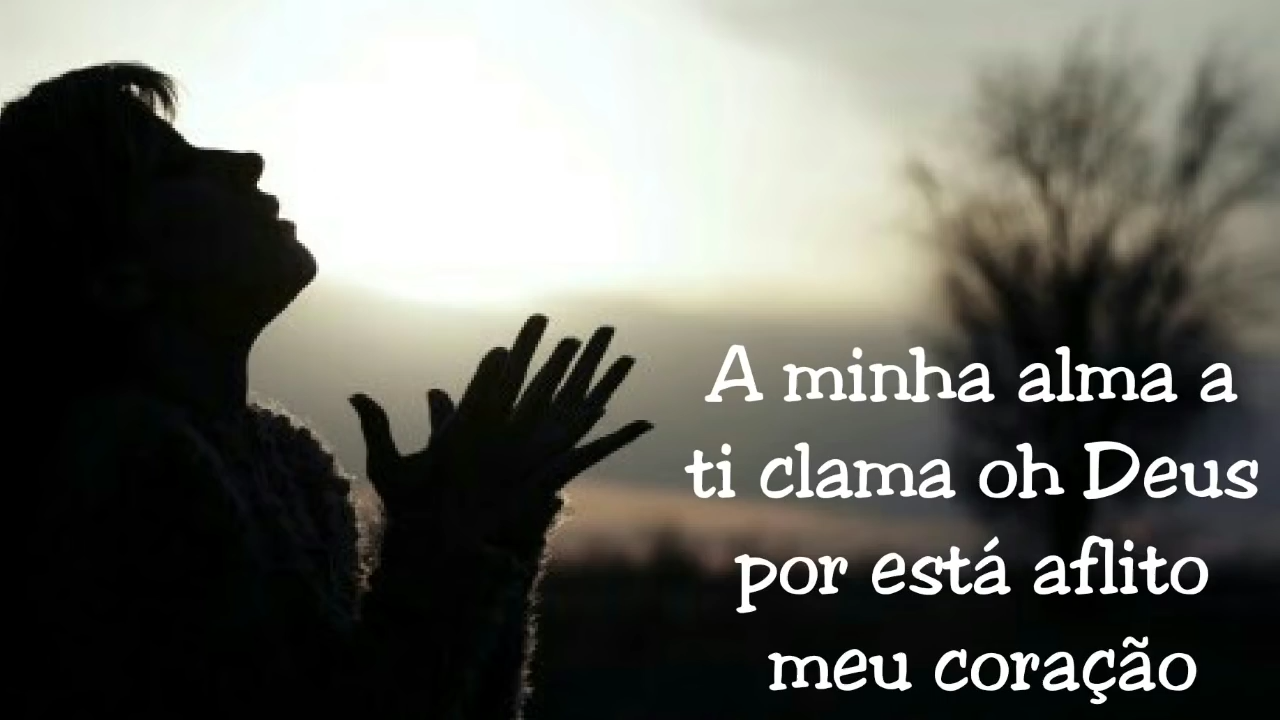 A minha alma a
ti clama oh Deus
por está aflito
meu coração